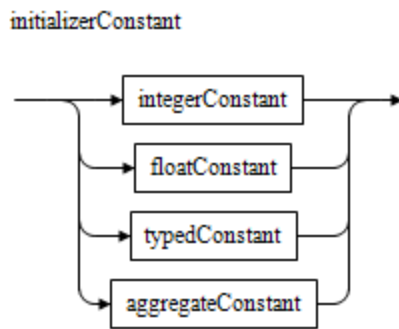 initializerConstant
integerConstant
floatConstant
typedConstant
aggregateConstant